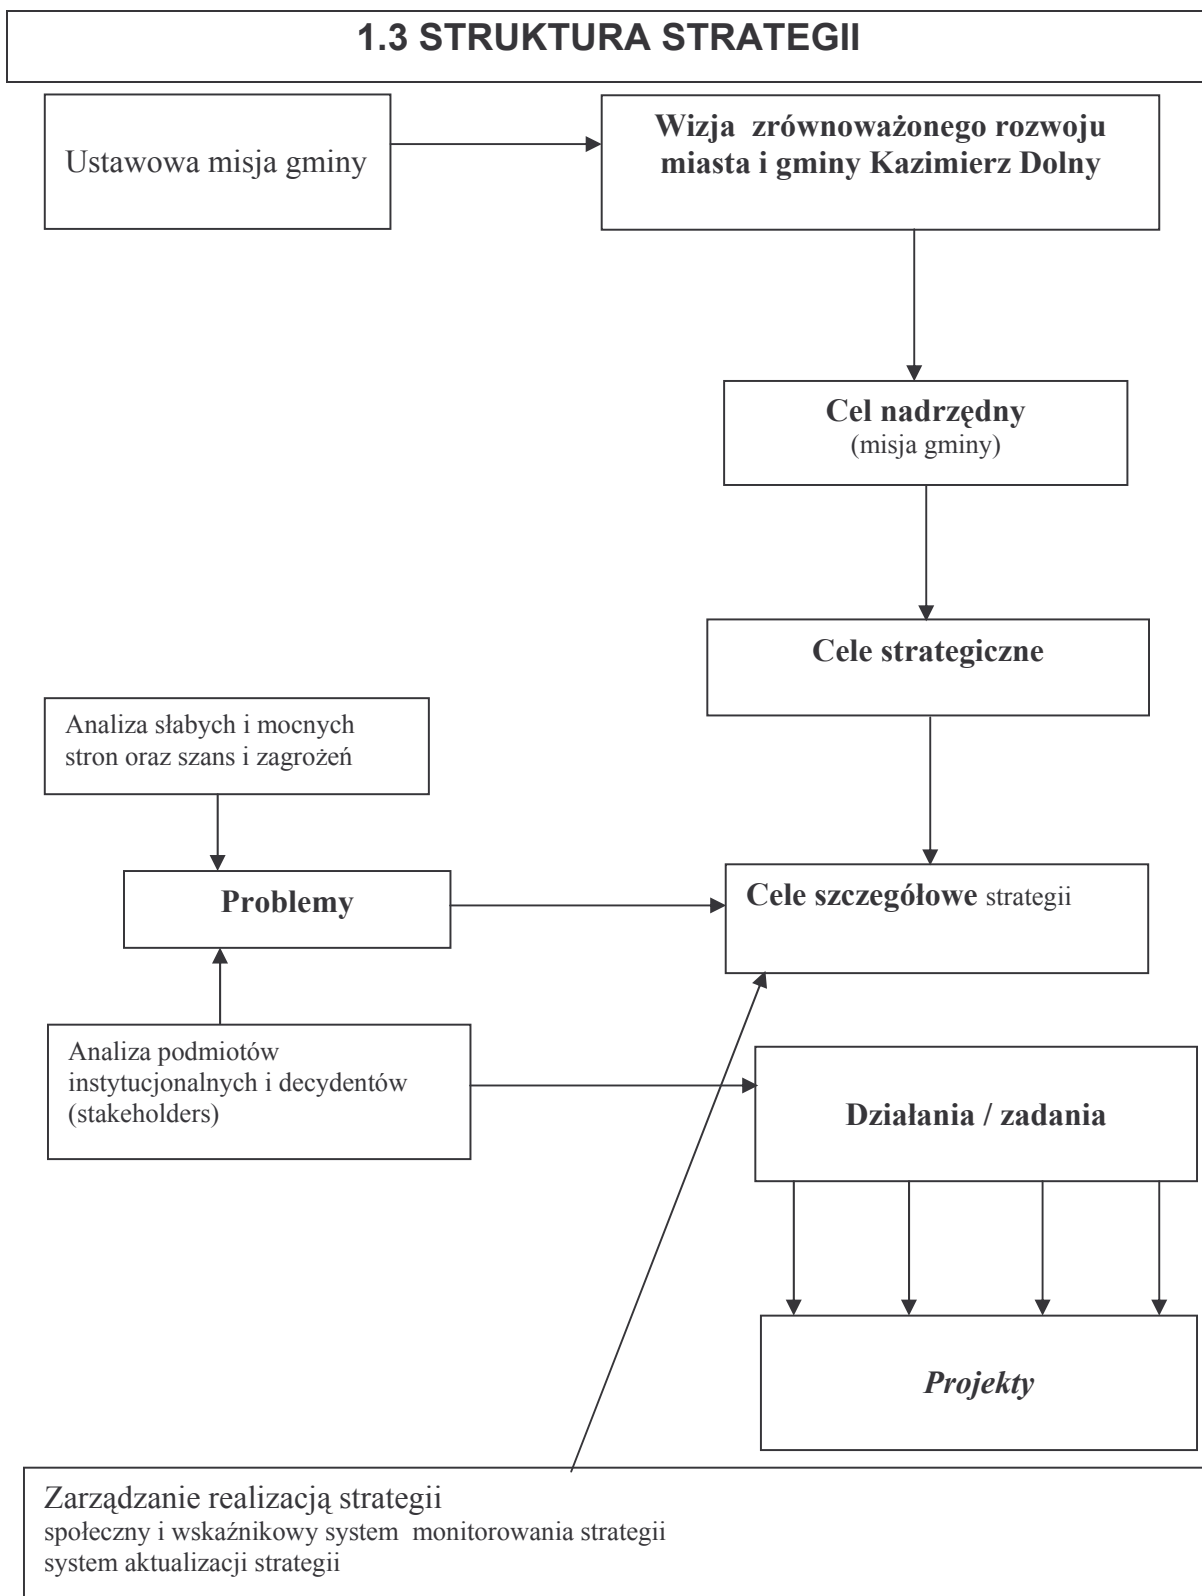 1.3 STRUKTURA STRATEGII
Ustawowa misja gminy
Wizja zrównoważonego rozwoju
miasta i gminy Kazimierz Dolny
Cel nadrzędny
(misja gminy)
Cele strategiczne
Analiza słabych i mocnych
stron oraz szans i zagrożeń
Problemy
Cele szczegółowe strategii
Analiza podmiotów
instytucjonalnych i decydentów
(stakeholders)
Działania / zadania
Projekty
Zarządzanie realizacją strategii
społeczny i wskaźnikowy system monitorowania strategii
system aktualizacji strategii